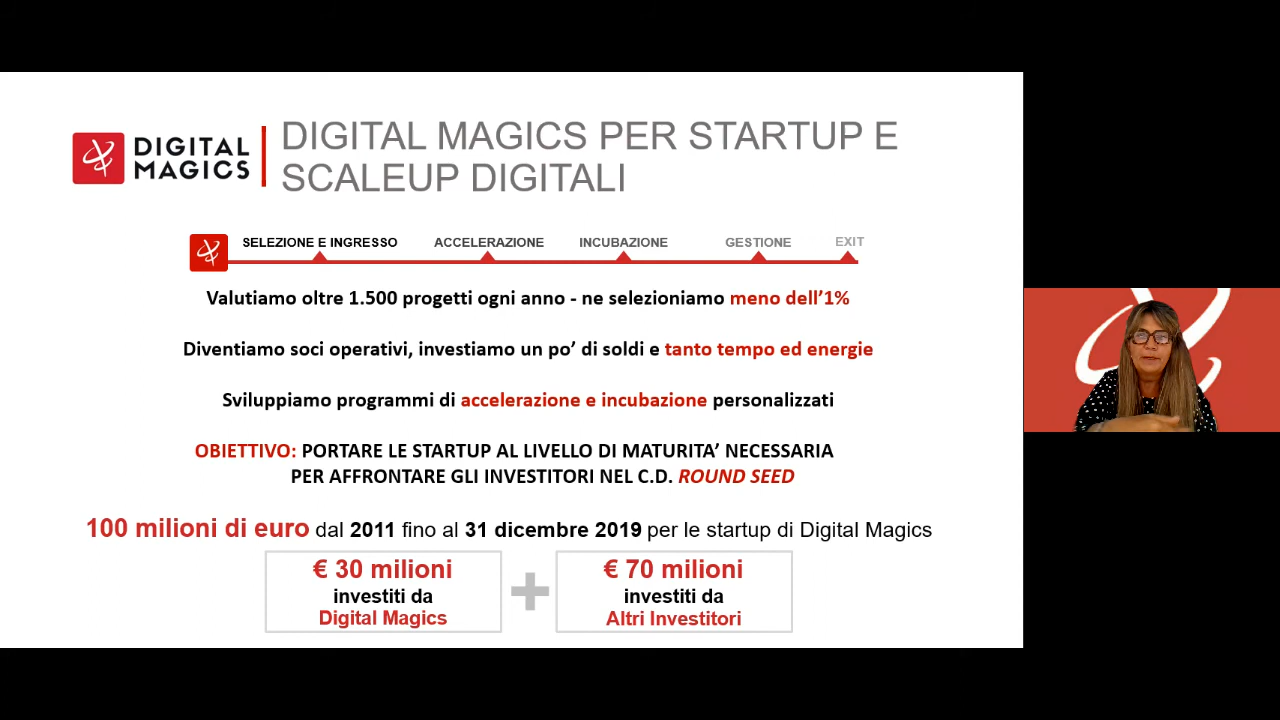 DIGITAL MAGICS
DIGITAL MAGICS PER STARTUP E
SCALEUP DIGITALI
SELEZIONE E INGRESSO ACCELERAZIONE INCUBAZIONE GESTIONE EXIT
Valutiamo oltre 1.500 progetti ogni anno - ne selezioniamo meno dell’1%
Diventiamo soci operativi, investiamo un po’ di soldi e tanto tempo ed energie
Sviluppiamo programmi di accelerazione e incubazione personalizzati
OBIETTIVO: PORTARE LE STARTUP AL LIVELLO DI MATURITA’ NECESSARIA
PER AFFRONTARE GLI INVESTITORI NEL C.D. ROUND SEED
100 milioni di euro dal 2011 fino al 31 dicembre 2019 per le startup di Digital Magics
€ 30 milioni
investiti da
Digital Magics
+
€ 70 milioni
investiti da
Altri Investitori